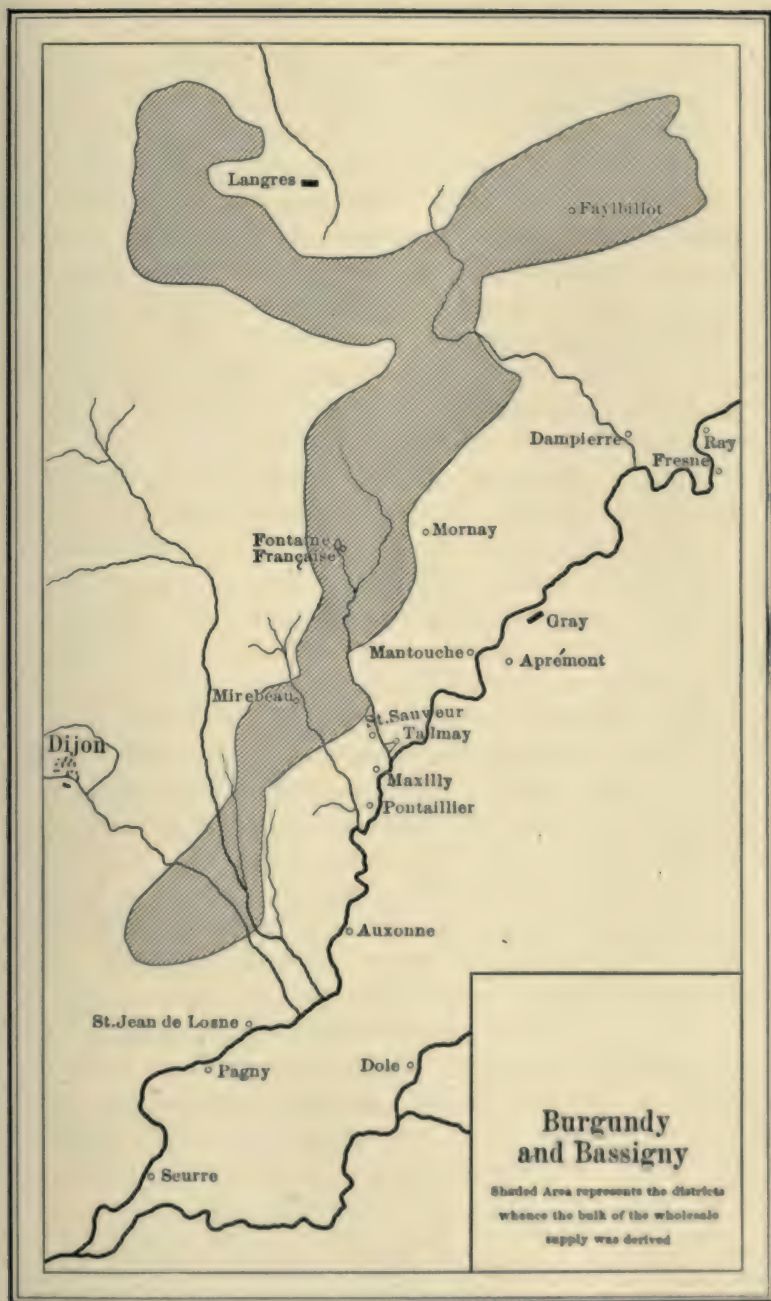 Langres
Faylbillot
Dampierre
Ray
Fresne
Fontaine
Française
Mornay
Gray
Mantouche
Aprémont
Mirebeau
St. Sauveur
Talmay
Dijon
Maxilly
Pontaillier
Auxonne
St. Jean de Losne
Pagny
Dole
Seurre
Burgundy
and Bassigny
Shaded Area represents the districts
whence the bulk of the wholesale
supply was derived